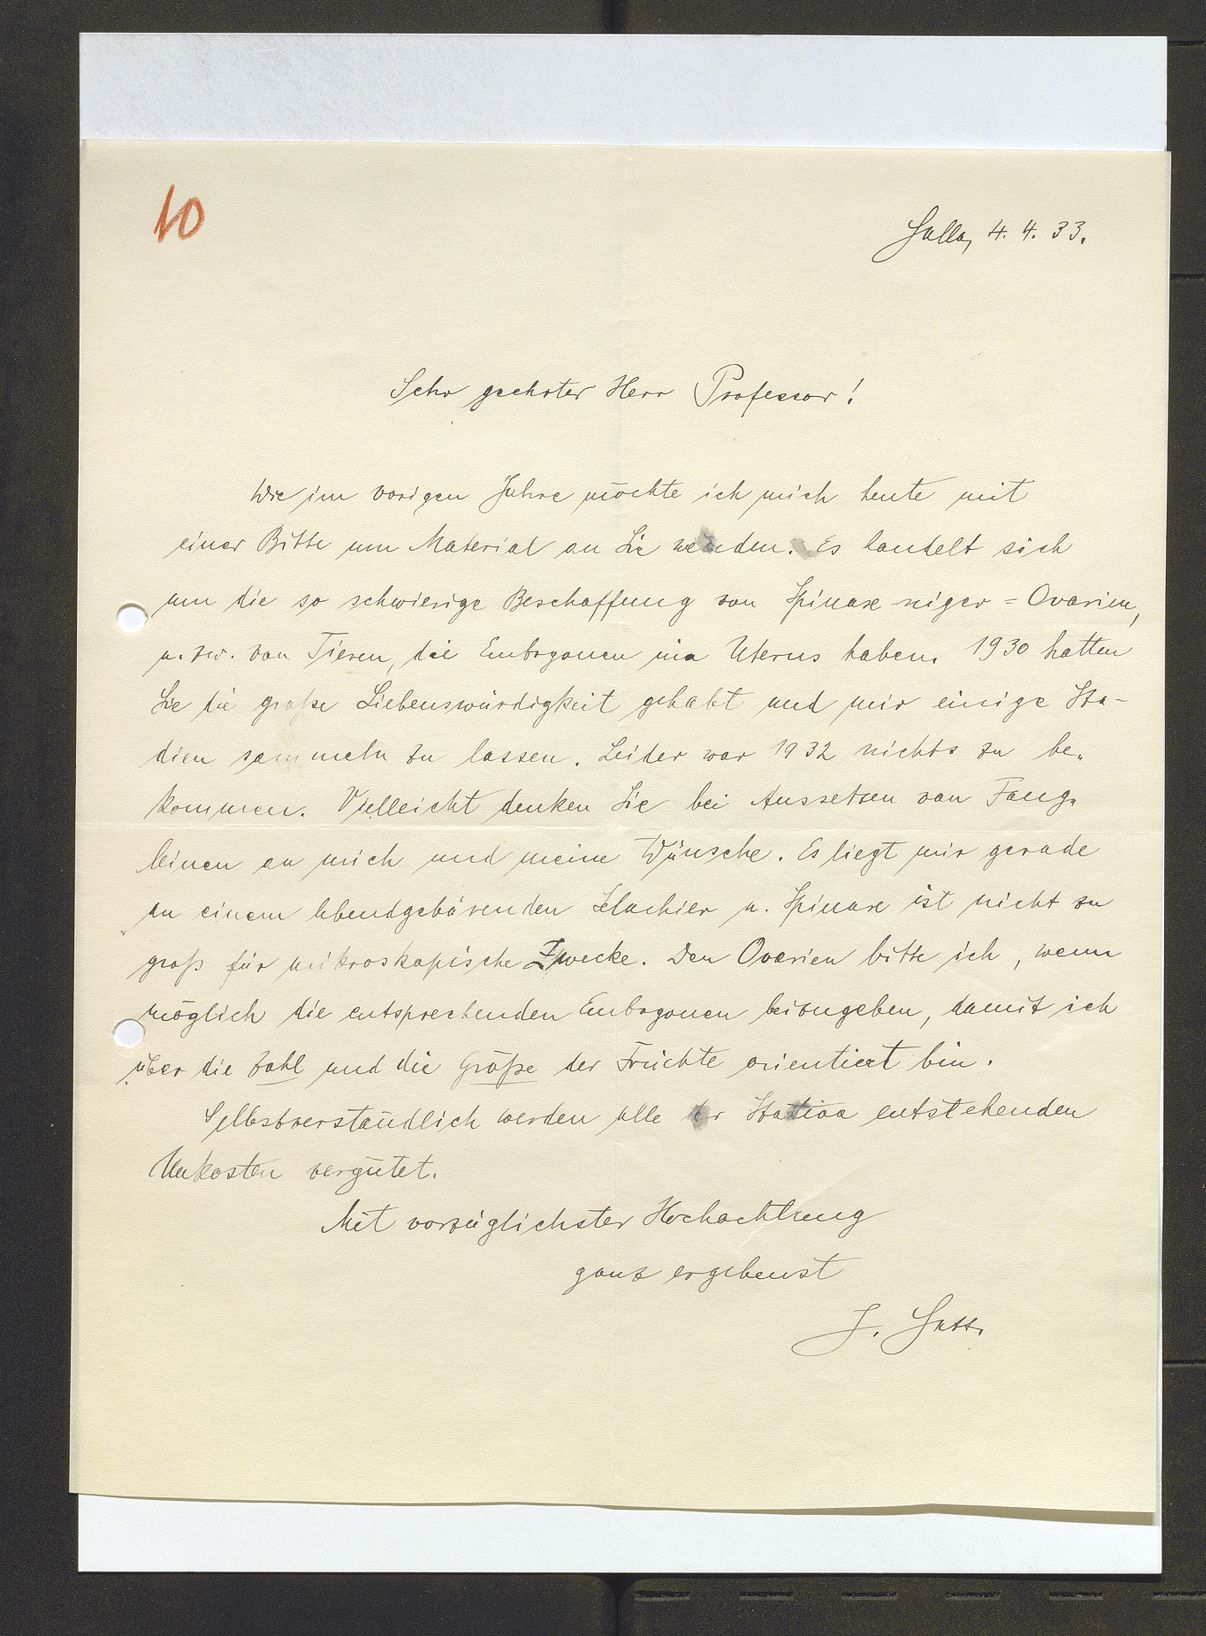 10
Halle, 4. 4. 33.
Sehr geehrter Herr Professor!
Wie im vorigen Jahre möchte ich mich heute mit
einer Bitte um Material an Sie wenden. Es handelt sich
um die so schwierige Beschaffung von Spinax niger = Ovarien,
u. zw. von Tieren, die Embryonen im Uterus haben. 1930 hatten
Sie die große Liebenswürdigkeit gehabt und mir einige Sta-
dien sammeln zu lassen. Leider war 1932 nichts zu be-
kommen. Vielleicht denken Sie bei Aussetzen von Fang-
leinen an mich und meine Wünsche. Es liegt mir gerade
an einem lebendgebärenden Selachier u. Spinax ist nicht zu
groß für mikroskopische Zwecke. Den Ovarien bitte ich, wenn
möglich die entsprechenden Embryonen beizugeben, damit ich
über die Zahl und die Größe der Früchte orientiert bin.
Selbstverständlich werden alle der Station entstehenden
Unkosten vergütet.
Mit vorzüglichster Hochachtung
ganz ergebenst